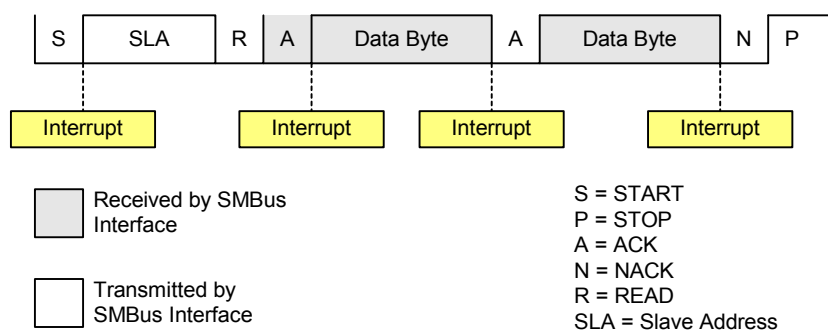 S SLA R A Data Byte A Data Byte N P
Interrupt Interrupt Interrupt Interrupt
Received by SMBus
Interface
Transmitted by
SMBus Interface
S = START
P = STOP
A = ACK
N = NACK
R = READ
SLA = Slave Address